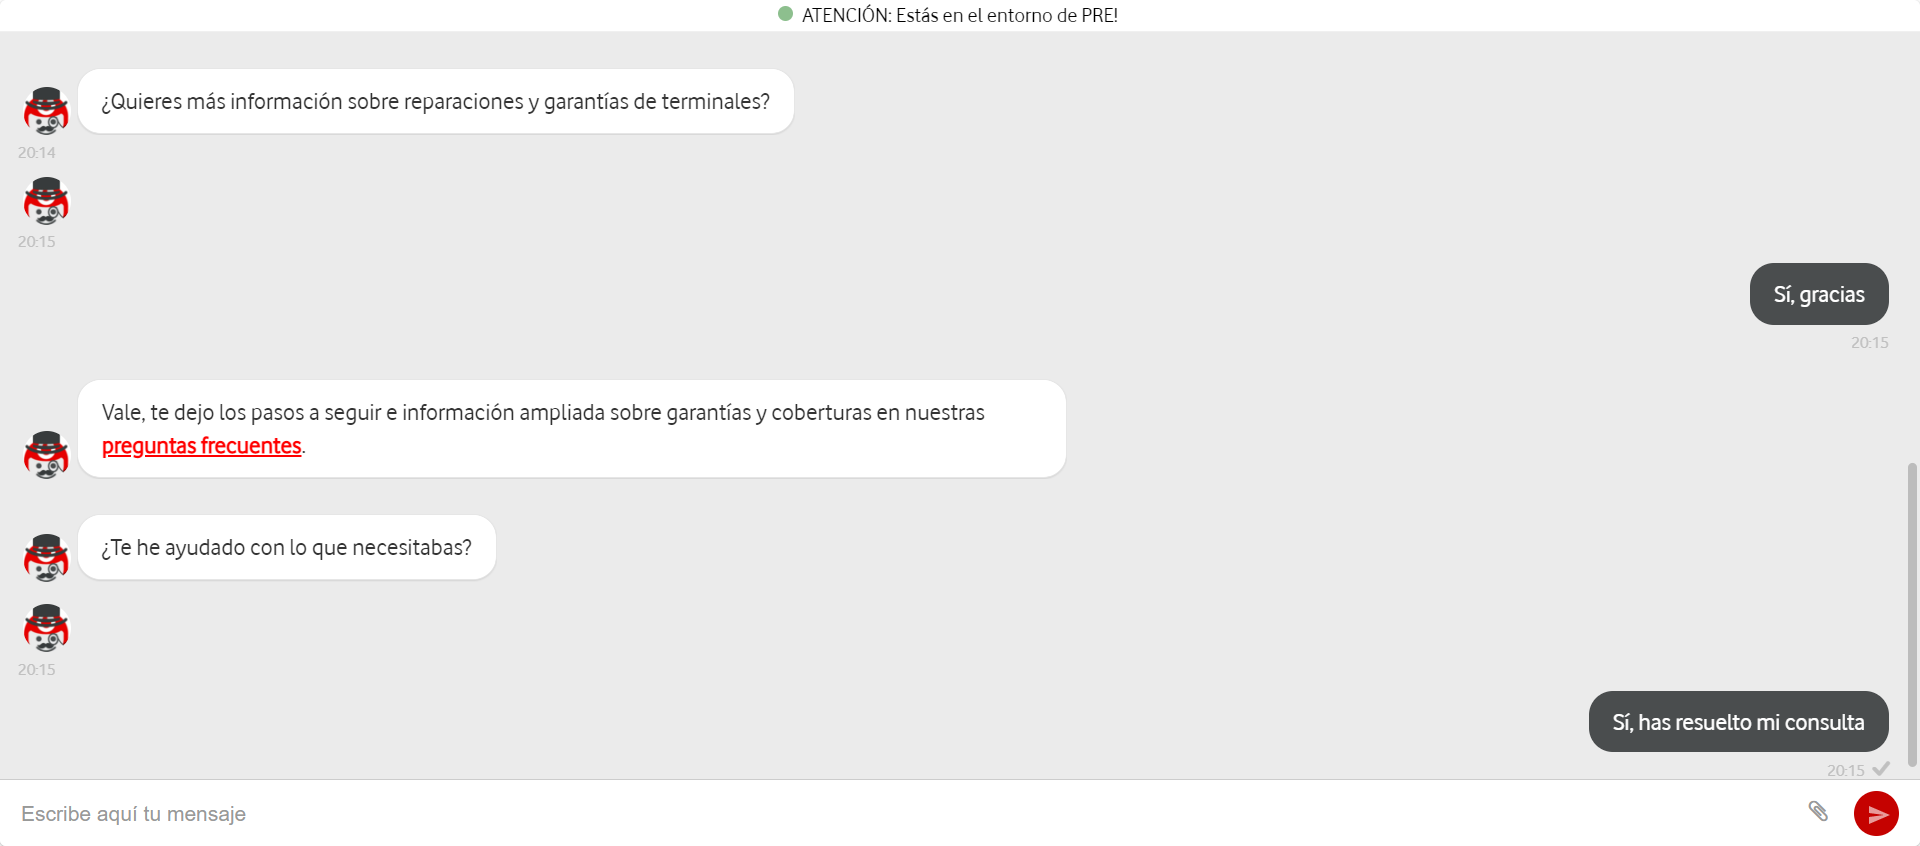 ATENCIÓN: Estás en el entorno de PRE!
¿Quieres más información sobre reparaciones y garantías de terminales?
20:14
20:15
Sí, gracias
20:15
Vale, te dejo los pasos a seguir e información ampliada sobre garantías y coberturas en nuestras
preguntas frecuentes.
¿Te he ayudado con lo que necesitabas?
20:15
Sí, has resuelto mi consulta
20:15
Escribe aquí tu mensaje